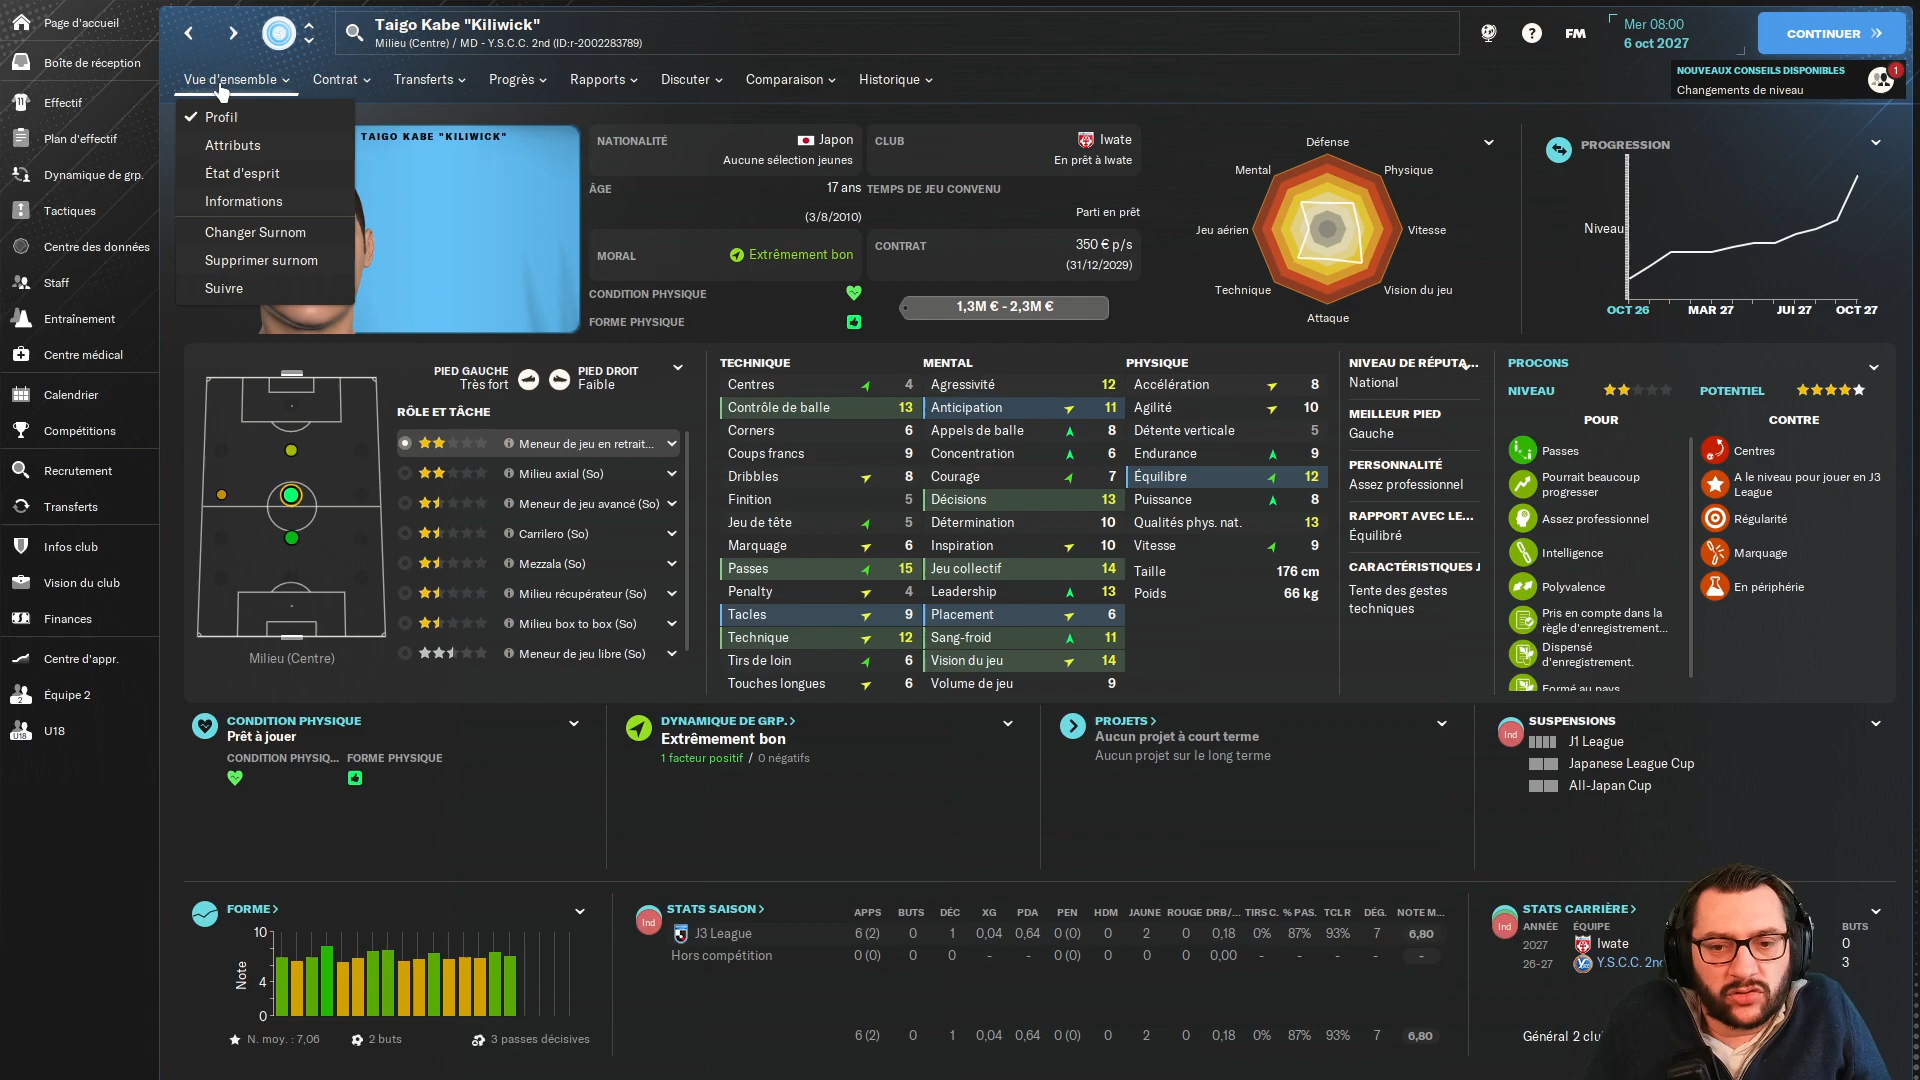 Page d'accueil
Boîte de réception
Effectif
Plan d'effectif
Dynamique de grp.
Tactiques
Centre des données
Staff
Entraînement
Centre médical
Calendrier
Compétitions
Recrutement
Transferts
Infos club
Vision du club
Finances
Centre d'appr.
Équipe 2
U18
Taigo Kabe "Kiliwick"
Milieu (Centre) / MD - Y.S.C.C. 2nd (ID:r-2002283789)
FM
Mer 08:00
6 oct 2027
CONTINUER
NOUVEAUX CONSEILS DISPONIBLES
Changements de niveau
1
Vue d'ensemble
Contrat
Transferts
Progrès
Rapports
Discuter
Comparaison
Historique
Profil
Attributs
État d'esprit
Informations
Changer Surnom
Supprimer surnom
Suivre
TAIGO KABE "KILIWICK"
NATIONALITÉ Japon
Aucune sélection jeunes
CLUB Iwate
En prêt à Iwate
ÂGE 17 ans
(3/8/2010)
TEMPS DE JEU CONVENU
Parti en prêt
MORAL Extrêmement bon
CONTRAT 350 € p/s
(31/12/2029)
CONDITION PHYSIQUE
FORME PHYSIQUE
1,3M € - 2,3M €
Défense
Physique
Vitesse
Vision du jeu
Attaque
Technique
Jeu aérien
Mental
PROGRESSION
Niveau
OCT 26 MAR 27 JUI 27 OCT 27
PIED GAUCHE
Très fort
PIED DROIT
Faible
RÔLE ET TÂCHE
Meneur de jeu en retrait...
Milieu axial (So)
Meneur de jeu avancé (So)
Carrilero (So)
Mezzala (So)
Milieu récupérateur (So)
Milieu box to box (So)
Meneur de jeu libre (So)
Milieu (Centre)
TECHNIQUE
Centres 4
Contrôle de balle 13
Corners 6
Coups francs 9
Dribbles 8
Finition 5
Jeu de tête 5
Marquage 6
Passes 15
Penalty 4
Tacles 9
Technique 12
Tirs de loin 6
Touches longues 6
MENTAL
Agressivité 12
Anticipation 11
Appels de balle 8
Concentration 6
Courage 7
Décisions 13
Détermination 10
Inspiration 10
Jeu collectif 14
Leadership 13
Placement 6
Sang-froid 11
Vision du jeu 14
Volume de jeu 9
PHYSIQUE
Accélération 8
Agilité 10
Détente verticale 5
Endurance 9
Équilibre 12
Puissance 8
Qualités phys. nat. 13
Vitesse 9
Taille 176 cm
Poids 66 kg
NIVEAU DE RÉPUTA...
National
MEILLEUR PIED
Gauche
PERSONNALITÉ
Assez professionnel
RAPPORT AVEC LE...
Équilibré
CARACTÉRISTIQUES J
Tente des gestes
techniques
PROCONS
NIVEAU
POTENTIEL
POUR
Passes
Pourrait beaucoup
progresser
Assez professionnel
Intelligence
Polyvalence
Pris en compte dans la
règle d'enregistrement...
Dispensé
d'enregistrement.
Formé au pays
CONTRE
Centres
A le niveau pour jouer en J3
League
Régularité
Marquage
En périphérie
CONDITION PHYSIQUE
Prêt à jouer
CONDITION PHYSIQ... FORME PHYSIQUE
DYNAMIQUE DE GRP.
Extrêmement bon
1 facteur positif / 0 négatifs
PROJETS
Aucun projet à court terme
Aucun projet sur le long terme
Ind
SUSPENSIONS
J1 League
Japanese League Cup
All-Japan Cup
FORME
Note
10
4
0
N. moy. : 7,06 2 buts 3 passes décisives
Ind
STATS SAISON APPS BUTS DÉC XG PDA PEN HDM JAUNE ROUGE DRB/... TIRS C. % PAS. TCL R DÉG. NOTE M...
J3 League 6 (2) 0 1 0,04 0,64 0 (0) 0 2 0 0,18 0% 87% 93% 7 6,80
Hors compétition 0 (0) 0 0 - - 0 (0) 0 0 0 0,00 - - - - -
6 (2) 0 1 0,04 0,64 0 (0) 0 2 0 0,18 0% 87% 93% 7 6,80
Ind
STATS CARRIÈRE
ANNÉE ÉQUIPE BUTS
2027 Iwate 0
26-27 Y.S.C.C. 2nd 3
Général 2 clu